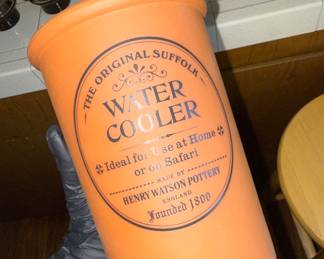 THE ORIGINAL SUFFOLK
WATER
COOLER
Ideal for Use at Home
or on Safari
MADE BY
HENRY WATSON POTTERY
ENGLAND
Founded 1800